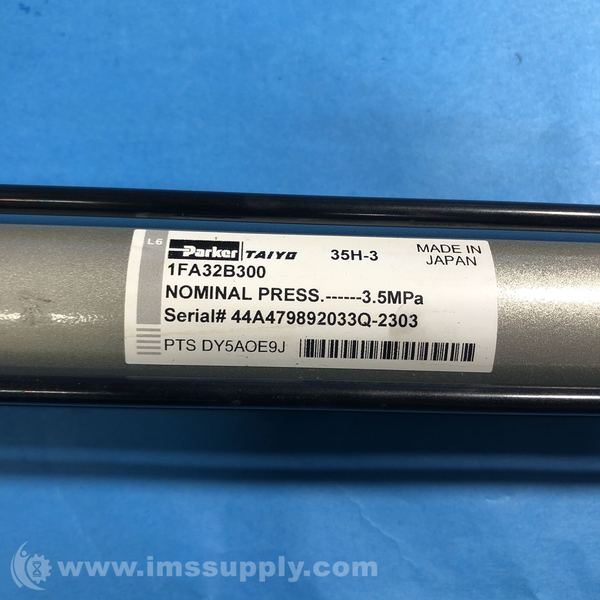 L6 Parker TAIYO 35H-3 MADE IN JAPAN
1FA32B300
NOMINAL PRESS.------3.5MPa
Serial# 44A479892033Q-2303
PTS DY5AOE9J
© www.imssupply.com
IMS